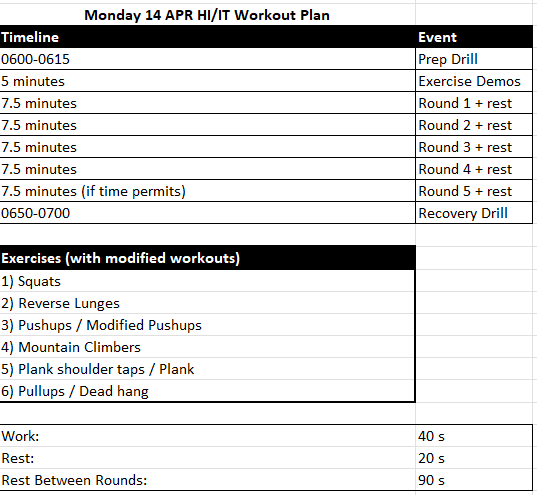 Monday 14 APR HI/IT Workout Plan
Timeline Event
0600-0615 Prep Drill
5 minutes Exercise Demos
7.5 minutes Round 1 + rest
7.5 minutes Round 2 + rest
7.5 minutes Round 3 + rest
7.5 minutes Round 4 + rest
7.5 minutes (if time permits) Round 5 + rest
0650-0700 Recovery Drill
Exercises (with modified workouts)
1) Squats
2) Reverse Lunges
3) Pushups / Modified Pushups
4) Mountain Climbers
5) Plank shoulder taps / Plank
6) Pullups / Dead hang
Work: 40 s
Rest: 20 s
Rest Between Rounds: 90 s